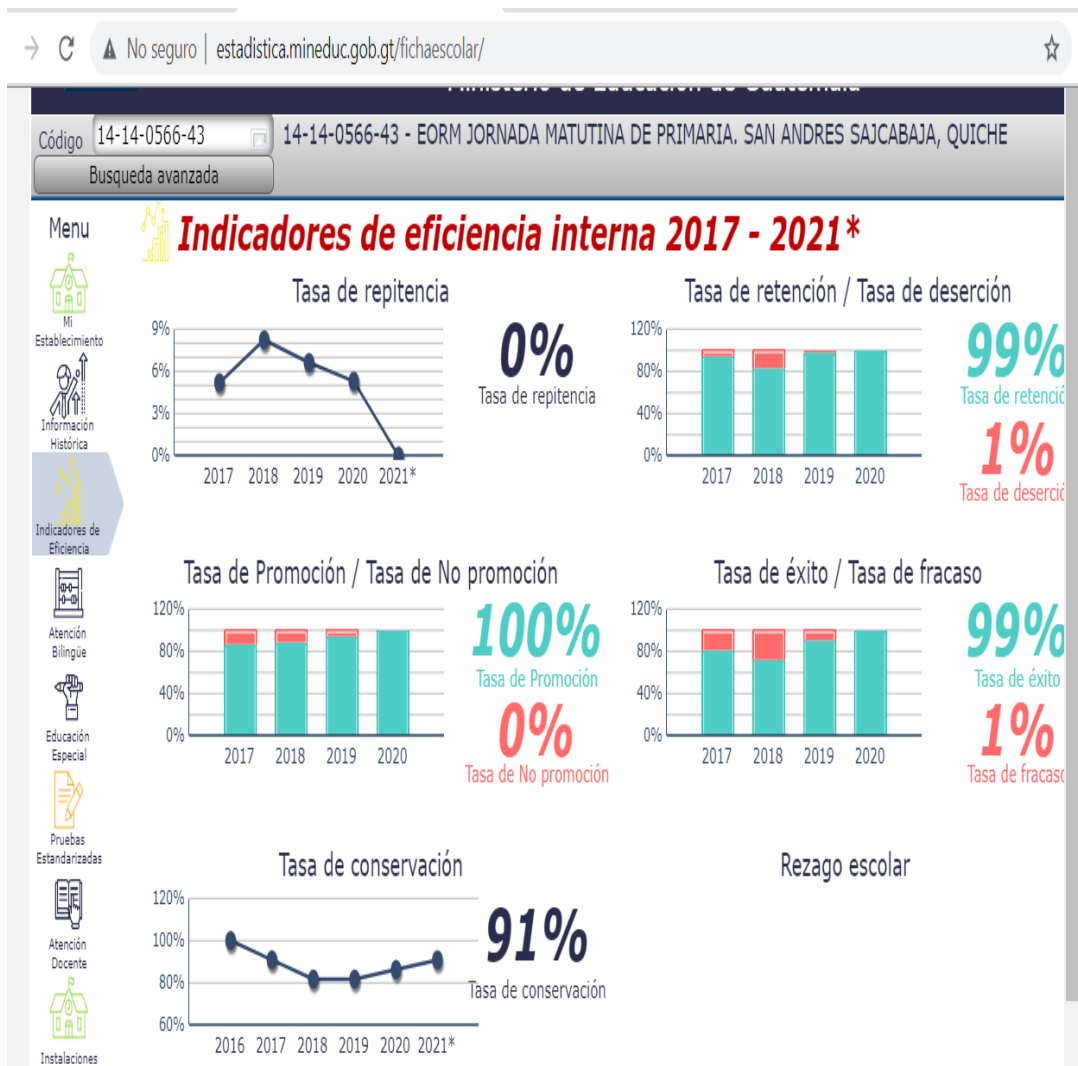 No seguro | estadistica.mineduc.gob.gt/fichaescolar/
Ministerio de Educación de Guatemala
Código 14-14-0566-43 14-14-0566-43 - EORM JORNADA MATUTINA DE PRIMARIA. SAN ANDRES SAJCABAJA, QUICHE
Busqueda avanzada
Menu
Mi
Establecimiento
Información
Histórica
Indicadores de
Eficiencia
Atención
Bilingüe
Educación
Especial
Pruebas
Estandarizadas
Atención
Docente
Instalaciones
Indicadores de eficiencia interna 2017 - 2021*
Tasa de repitencia
9%
6%
3%
0%
2017 2018 2019 2020 2021*
0%
Tasa de repitencia
Tasa de retención / Tasa de deserción
120%
80%
40%
0%
2017 2018 2019 2020
99%
Tasa de retenció
1%
Tasa de deserció
Tasa de Promoción / Tasa de No promoción
120%
80%
40%
0%
2017 2018 2019 2020
100%
Tasa de Promoción
0%
Tasa de No promoción
Tasa de éxito / Tasa de fracaso
120%
80%
40%
0%
2017 2018 2019 2020
99%
Tasa de éxito
1%
Tasa de fracaso
Tasa de conservación
120%
100%
80%
60%
2016 2017 2018 2019 2020 2021*
91%
Tasa de conservación
Rezago escolar